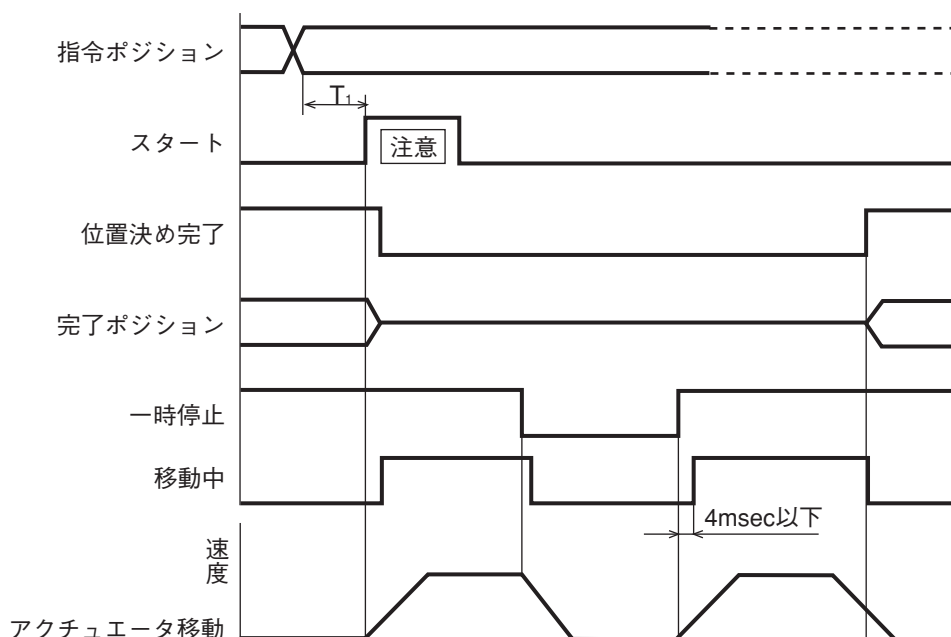 指令ポジション
T₁
スタート
注意
位置決め完了
完了ポジション
一時停止
移動中
4msec以下
速度
アクチュエータ移動